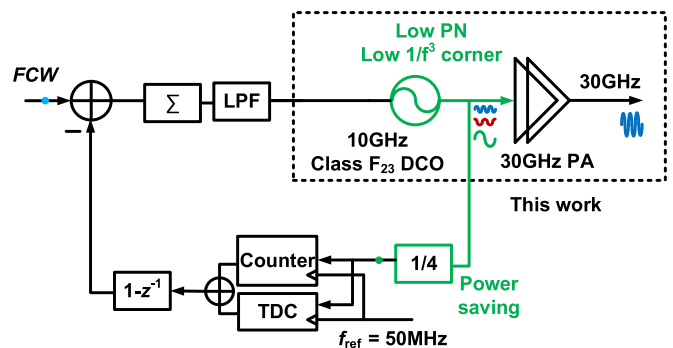 Low PN
Low 1/f³ corner
FCW
Σ
LPF
30GHz
10GHz
Class F₂₃ DCO
30GHz PA
This work
−
Counter
1/4
1-z⁻¹
TDC
Power
saving
f_ref = 50MHz